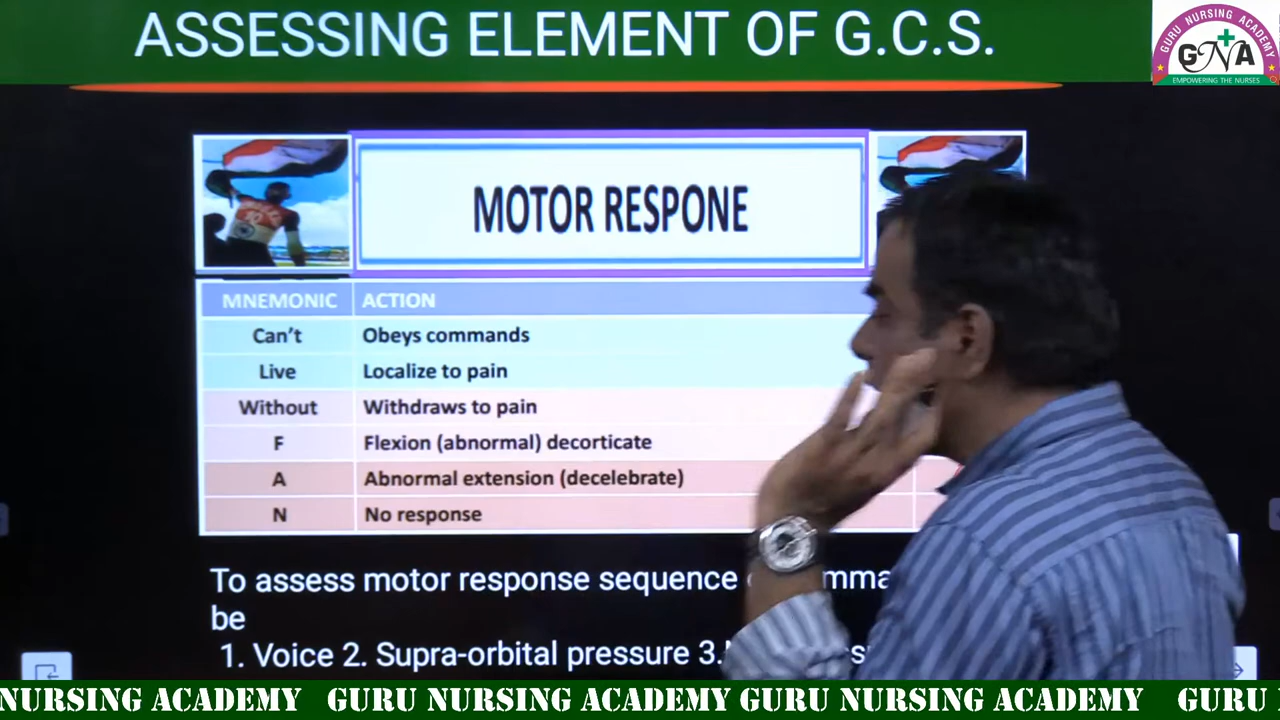 ASSESSING ELEMENT OF G.C.S.
GURU NURSING ACADEMY
GNA
EMPOWERING THE NURSES
MOTOR RESPONE
MNEMONIC ACTION
Can't Obeys commands
Live Localize to pain
Without Withdraws to pain
F Flexion (abnormal) decorticate
A Abnormal extension (decelebrate)
N No response
To assess motor response sequence
be
1. Voice 2. Supra-orbital pressure 3.
NURSING ACADEMY GURU NURSING ACADEMY GURU NURSING ACADEMY GURU